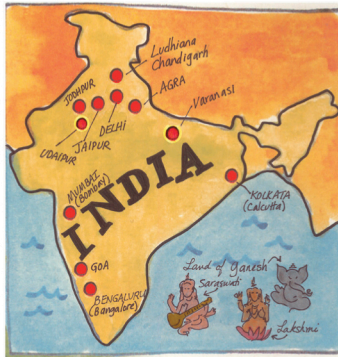 Ludhiana
Chandigarh
JODHPUR
AGRA
Varanasi
DELHI
JAIPUR
UDAIPUR
INDIA
MUMBAI
(Bombay)
KOLKATA
(Calcutta)
GOA
BENGALURU
(Bangalore)
Land of Ganesh
Saraswati
Lakshmi